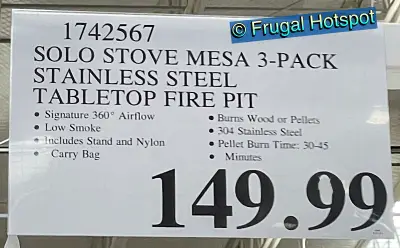 © Frugal Hotspot
1742567
SOLO STOVE MESA 3-PACK
STAINLESS STEEL
TABLETOP FIRE PIT
• Signature 360° Airflow
• Low Smoke
• Includes Stand and Nylon
• Carry Bag
• Burns Wood or Pellets
• 304 Stainless Steel
• Pellet Burn Time: 30-45
• Minutes
149.99